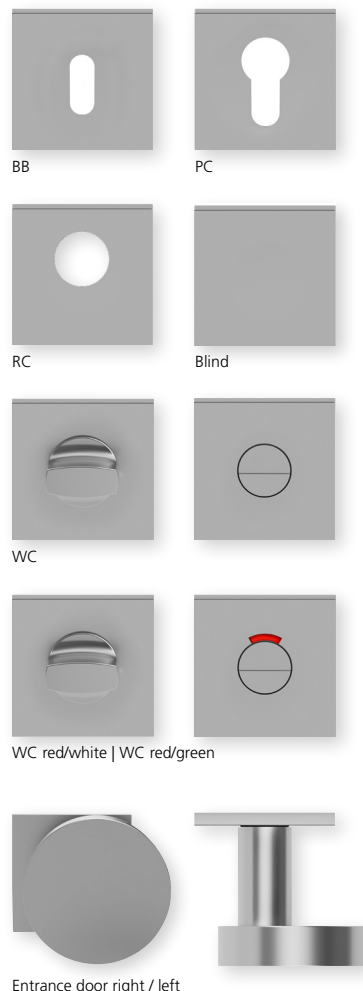 BB
PC
RC
Blind
WC
WC red/white | WC red/green
Entrance door right / left